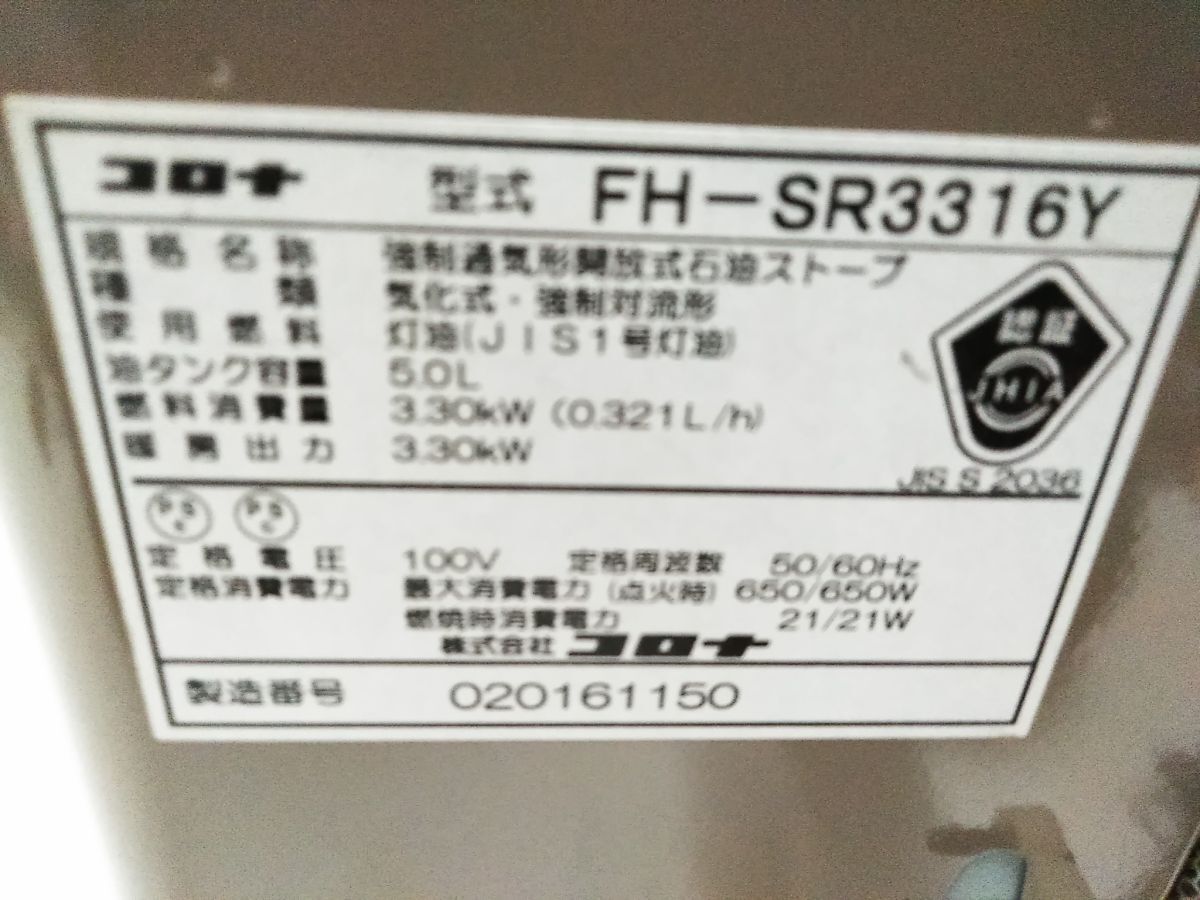 コロナ 型式 FH-SR3316Y
規格名称 強制通気形開放式石油ストーブ
種類 気化式・強制対流形
使用燃料 灯油(JIS1号灯油)
油タンク容量 5.0L
燃料消費量 3.30kW (0.321L/h)
暖房出力 3.30kW
認証
JHIA
JIS S 2036
PSC PSC
定格電圧 100V 定格周波数 50/60Hz
定格消費電力 最大消費電力 (点火時) 650/650W
燃焼時消費電力 21/21W
株式会社 コロナ
製造番号 020161150